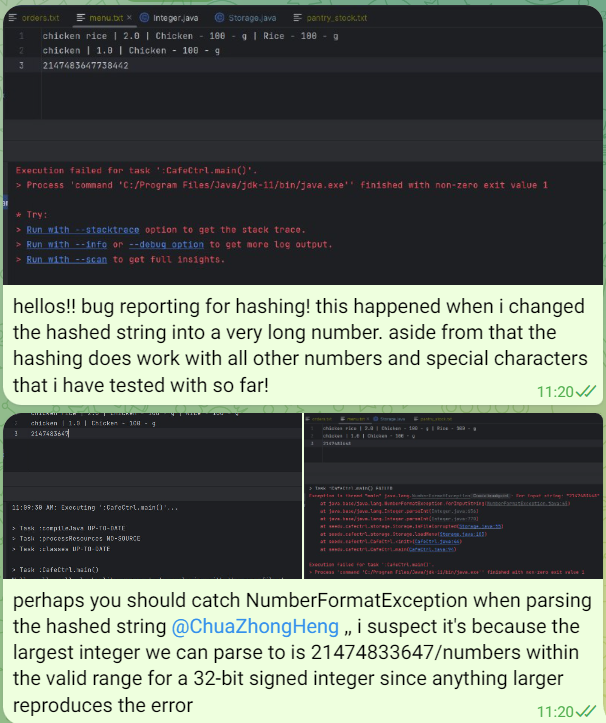 orders.txt menu.txt × Integer.java Storage.java pantry_stock.txt
1 chicken rice | 2.0 | Chicken - 100 - g | Rice - 100 - g
2 chicken | 1.0 | Chicken - 100 - g
3 2147483647738442
Execution failed for task ':CafeCtrl.main()'.
> Process 'command 'C:/Program Files/Java/jdk-11/bin/java.exe'' finished with non-zero exit value 1
* Try:
> Run with --stacktrace option to get the stack trace.
> Run with --info or --debug option to get more log output.
> Run with --scan to get full insights.
hellos!! bug reporting for hashing! this happened when i changed
the hashed string into a very long number. aside from that the
hashing does work with all other numbers and special characters
that i have tested with so far!
11:20
chicken rice | 2.0 | Chicken - 100 - g | Rice - 100 - g
2 chicken | 1.0 | Chicken - 100 - g
3 2147483647
11:09:30 AM: Executing ':CafeCtrl.main()'...
> Task :compileJava UP-TO-DATE
> Task :processResources NO-SOURCE
> Task :classes UP-TO-DATE
> Task :CafeCtrl.main()
chicken rice | 2.0 | Chicken - 100 - g | Rice - 100 - g
chicken | 1.0 | Chicken - 100 - g
> Task :CafeCtrl.main() FAILED
Execution failed for task ':CafeCtrl.main()'.
> Process 'command 'C:/Program Files/Java/jdk-11/bin/java.exe'' finished with non-zero exit value 1
perhaps you should catch NumberFormatException when parsing
the hashed string @ChuaZhongHeng ,, i suspect it's because the
largest integer we can parse to is 21474833647/numbers within
the valid range for a 32-bit signed integer since anything larger
reproduces the error
11:20